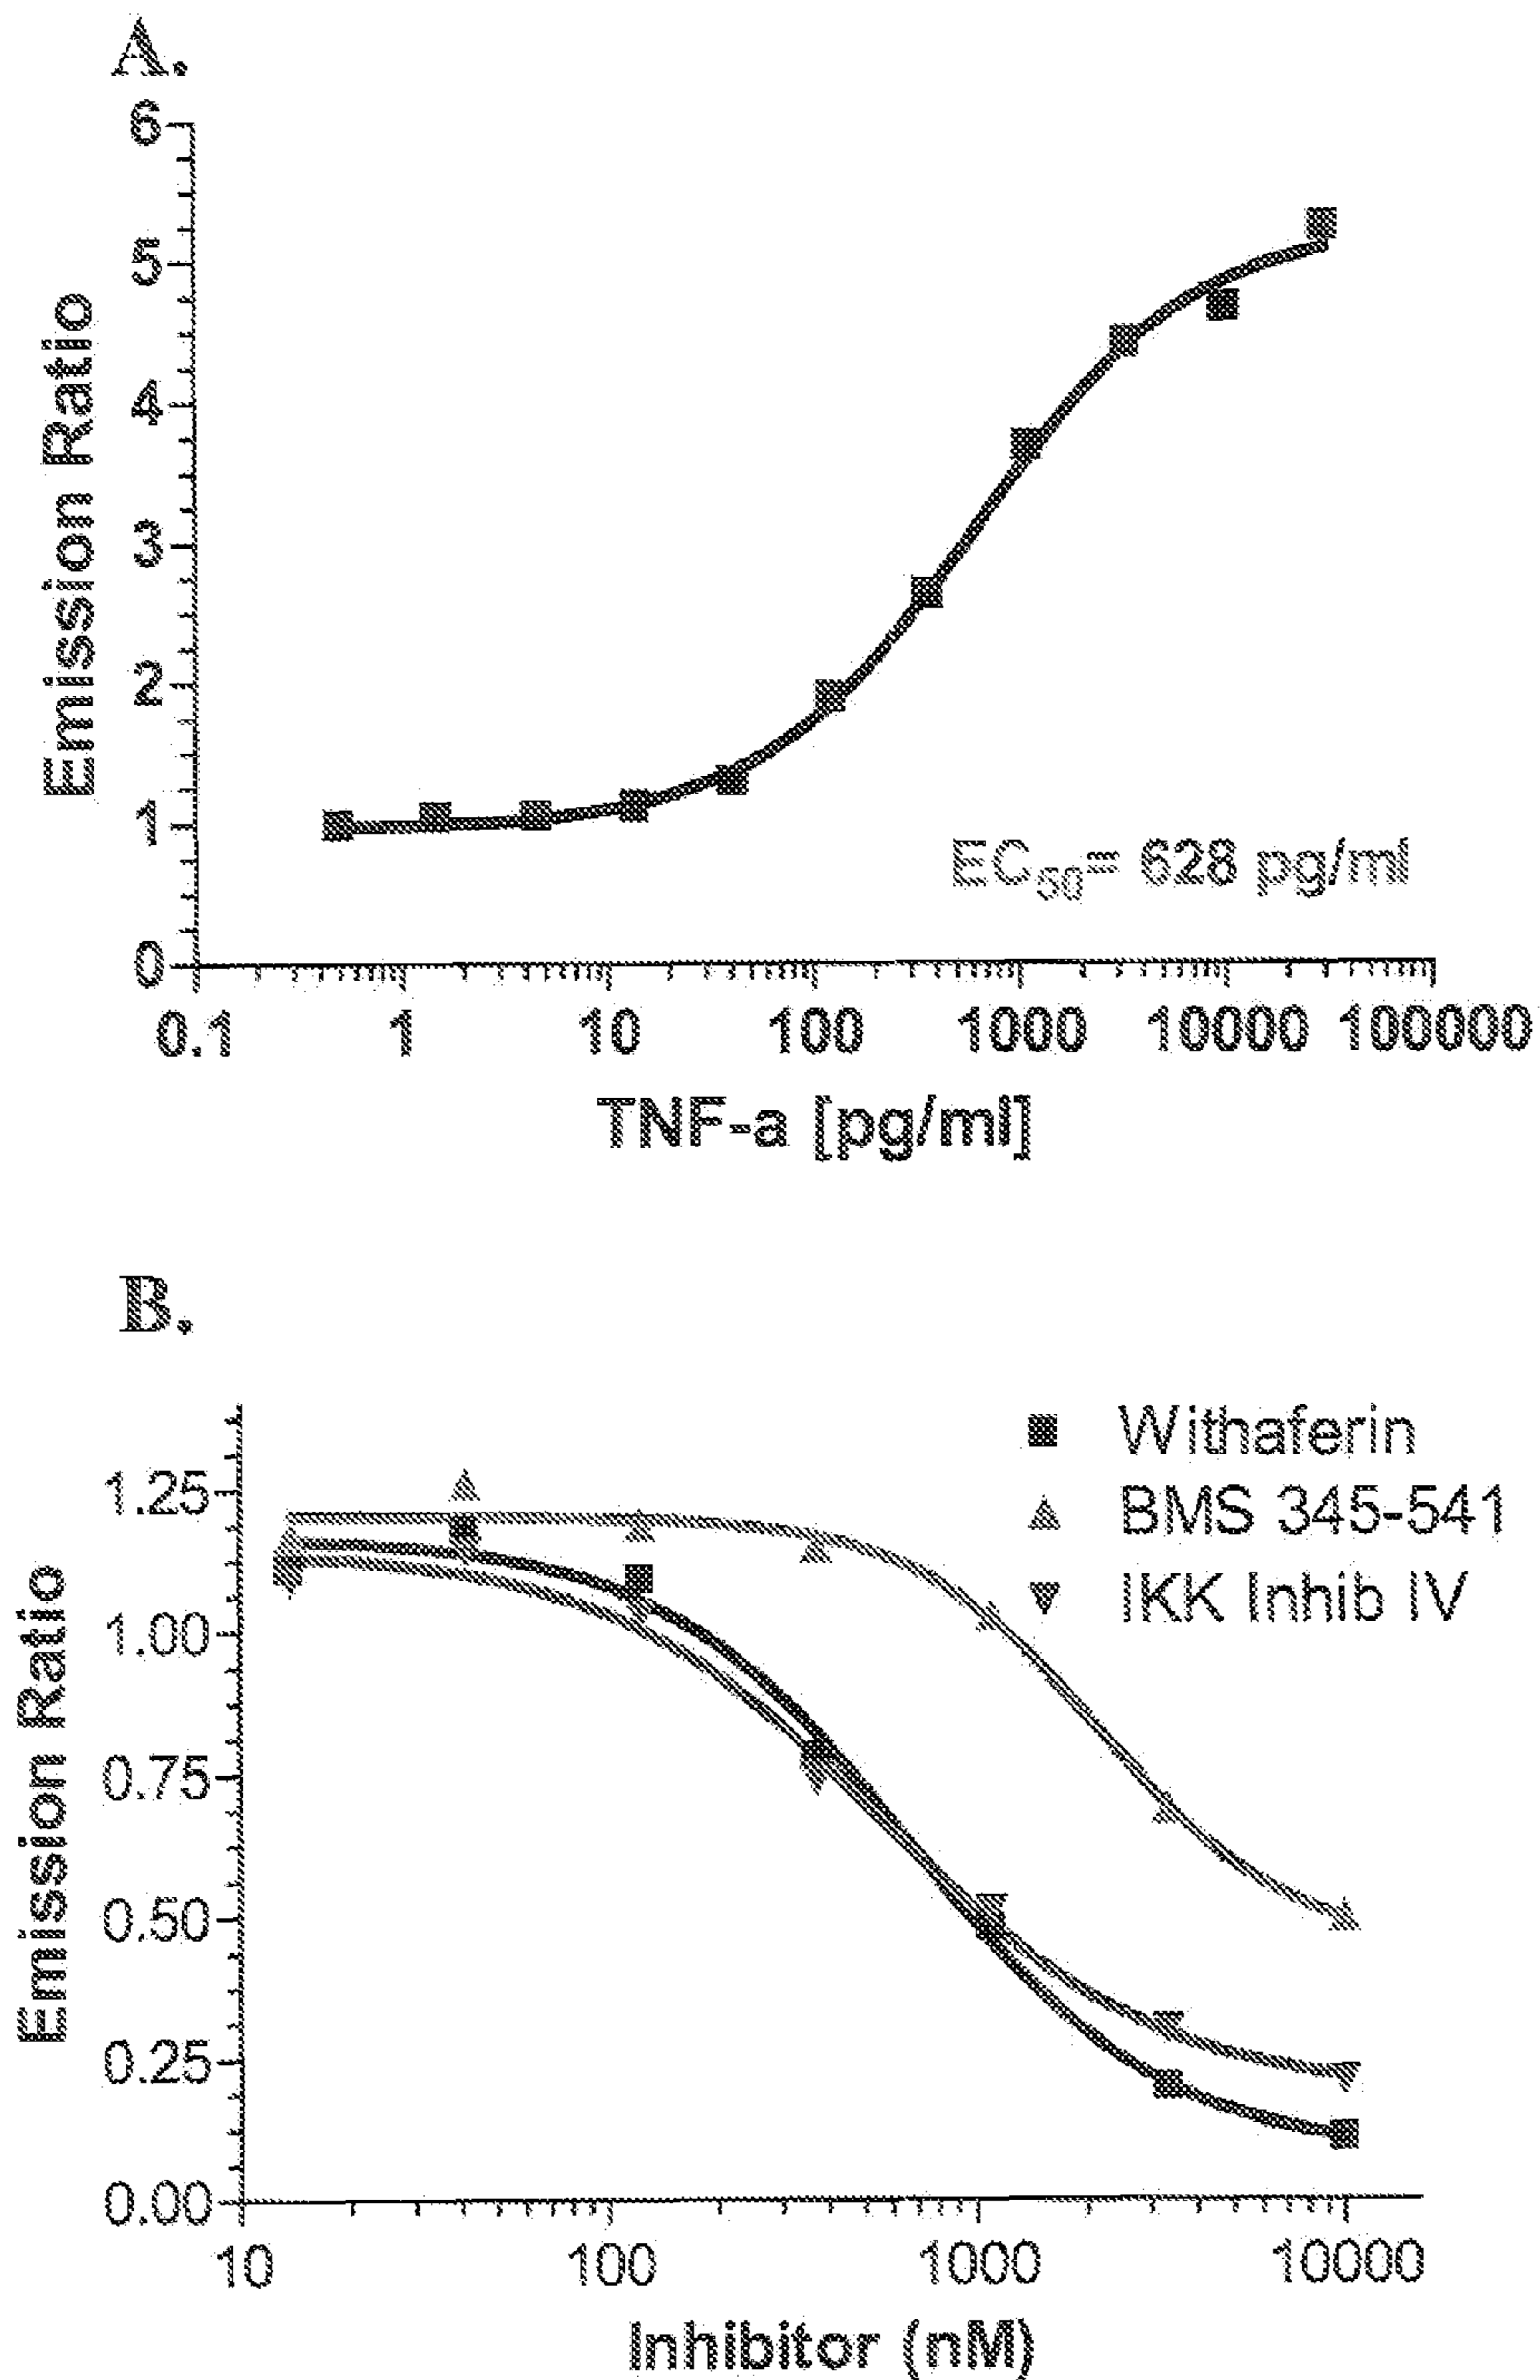 A.
6
5
4
3
2
1
0
Emission Ratio
EC50= 628 pg/ml
0.1 1 10 100 1000 10000 100000
TNF-a [pg/ml]
B.
Withaferin
BMS 345-541
IKK Inhib IV
1.25
1.00
0.75
0.50
0.25
0.00
Emission Ratio
10 100 1000 10000
Inhibitor (nM)